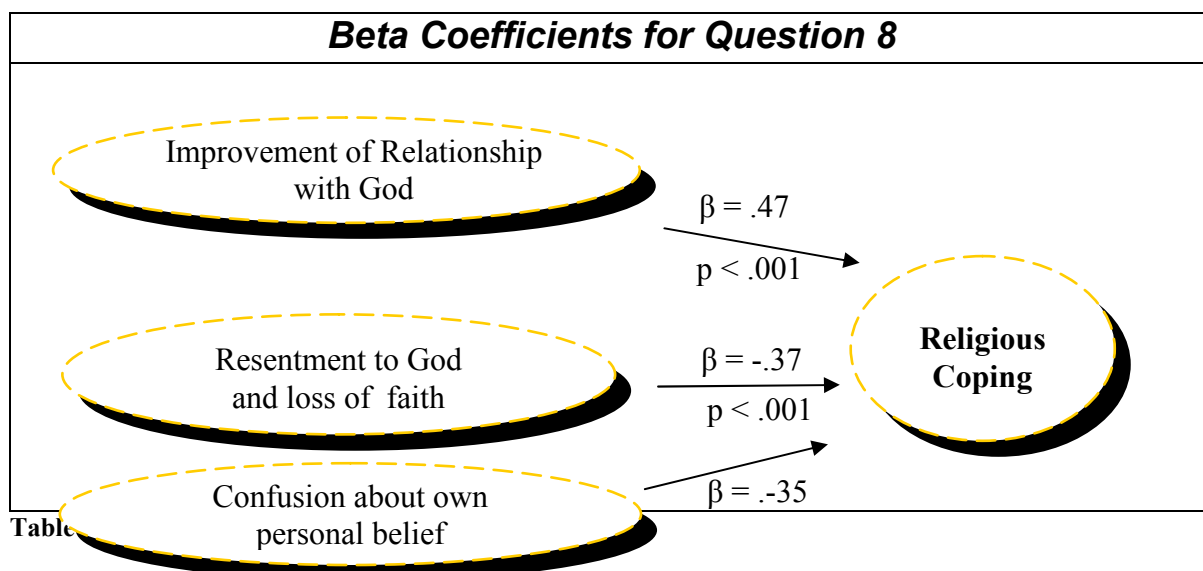 Beta Coefficients for Question 8
Improvement of Relationship
with God
β = .47
p < .001
Resentment to God
and loss of faith
β = -.37
p < .001
Religious
Coping
Confusion about own
personal belief
β = .-35
Table